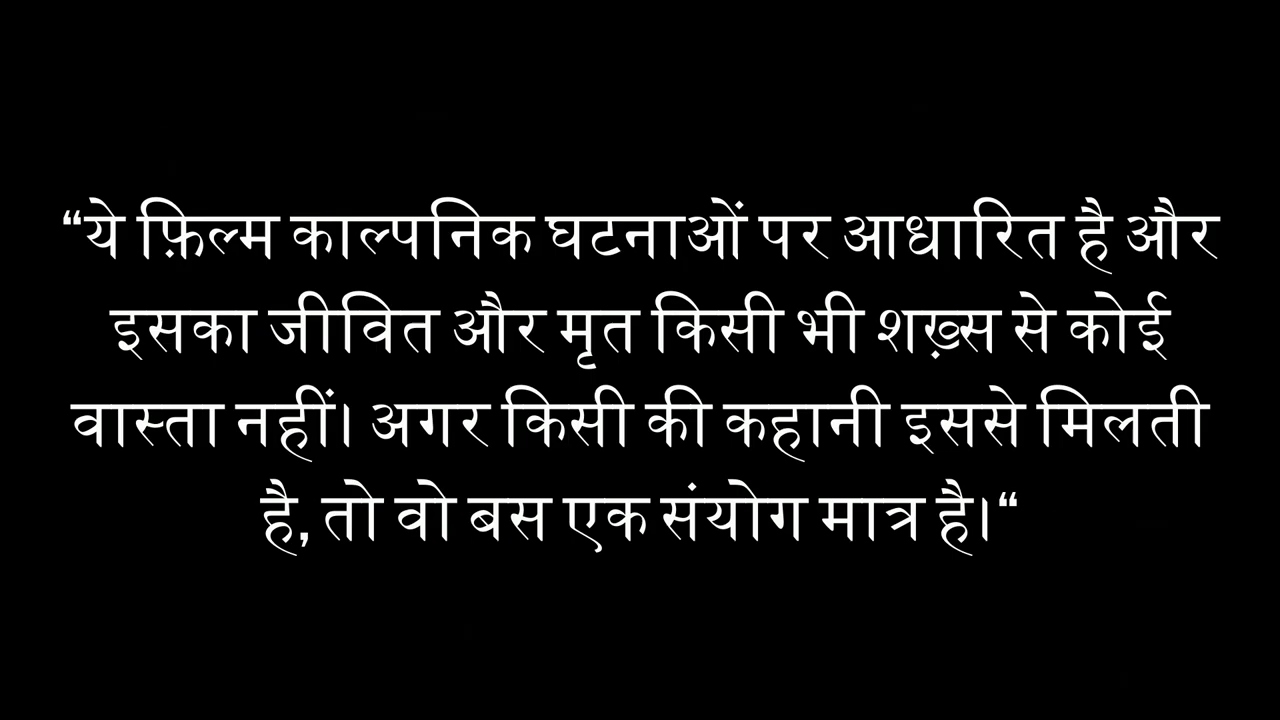 “ये फ़िल्म काल्पनिक घटनाओं पर आधारित है और
इसका जीवित और मृत किसी भी शख़्स से कोई
वास्ता नहीं। अगर किसी की कहानी इससे मिलती
है, तो वो बस एक संयोग मात्र है।“